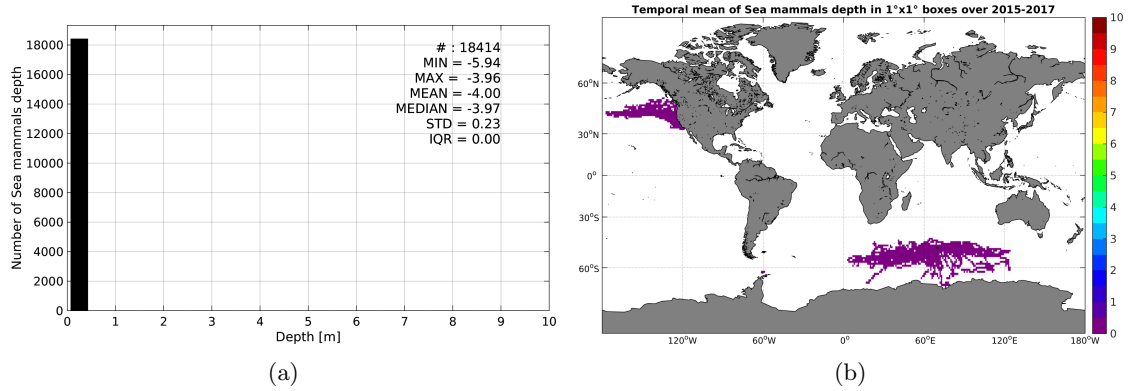 Number of Sea mammals depth
18000
16000
14000
12000
10000
8000
6000
4000
2000
0
# : 18414
MIN = -5.94
MAX = -3.96
MEAN = -4.00
MEDIAN = -3.97
STD = 0.23
IQR = 0.00
0 1 2 3 4 5 6 7 8 9 10
Depth [m]
(a)
Temporal mean of Sea mammals depth in 1°x1° boxes over 2015-2017
60°N
30°N
0°
30°S
60°S
120°W 60°W 0° 60°E 120°E 180°W
10
9
8
7
6
5
4
3
2
1
0
(b)